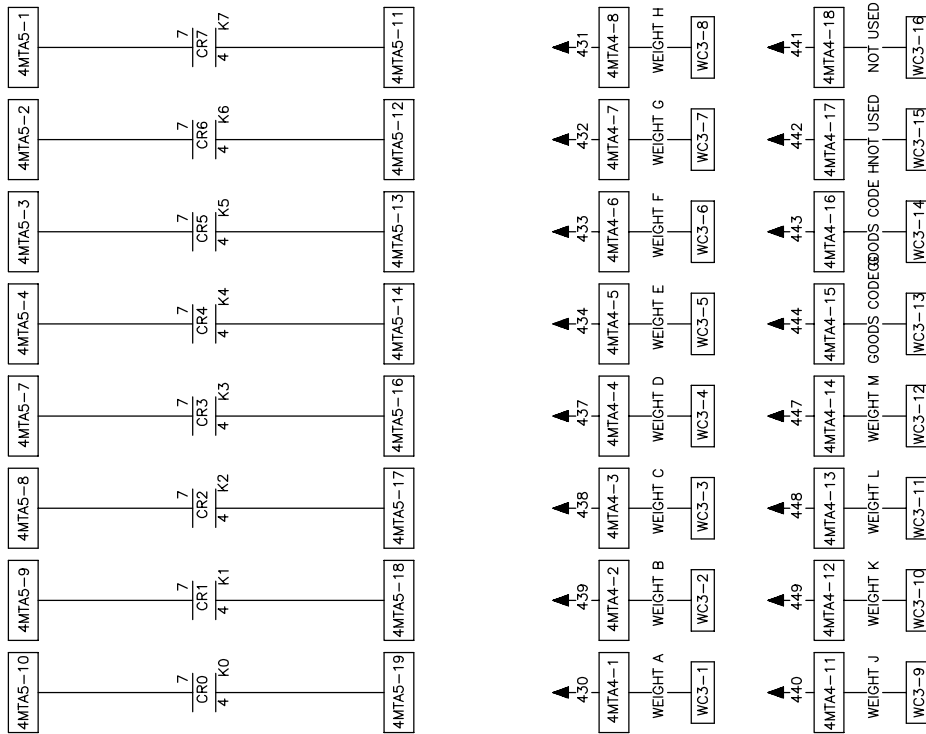 4MTA5-10 4MTA5-9 4MTA5-8 4MTA5-7 4MTA5-4 4MTA5-3 4MTA5-2 4MTA5-1
7 7 7 7 7 7 7 7
CR0 CR1 CR2 CR3 CR4 CR5 CR6 CR7
4 K0 4 K1 4 K2 4 K3 4 K4 4 K5 4 K6 4 K7
4MTA5-19 4MTA5-18 4MTA5-17 4MTA5-16 4MTA5-14 4MTA5-13 4MTA5-12 4MTA5-11
430 439 438 437 434 433 432 431
4MTA4-1 4MTA4-2 4MTA4-3 4MTA4-4 4MTA4-5 4MTA4-6 4MTA4-7 4MTA4-8
WEIGHT A WEIGHT B WEIGHT C WEIGHT D WEIGHT E WEIGHT F WEIGHT G WEIGHT H
WC3-1 WC3-2 WC3-3 WC3-4 WC3-5 WC3-6 WC3-7 WC3-8
440 449 448 447 444 443 442 441
4MTA4-11 4MTA4-12 4MTA4-13 4MTA4-14 4MTA4-15 4MTA4-16 4MTA4-17 4MTA4-18
WEIGHT J WEIGHT K WEIGHT L WEIGHT M GOODS CODE G GOODS CODE H NOT USED NOT USED
WC3-9 WC3-10 WC3-11 WC3-12 WC3-13 WC3-14 WC3-15 WC3-16